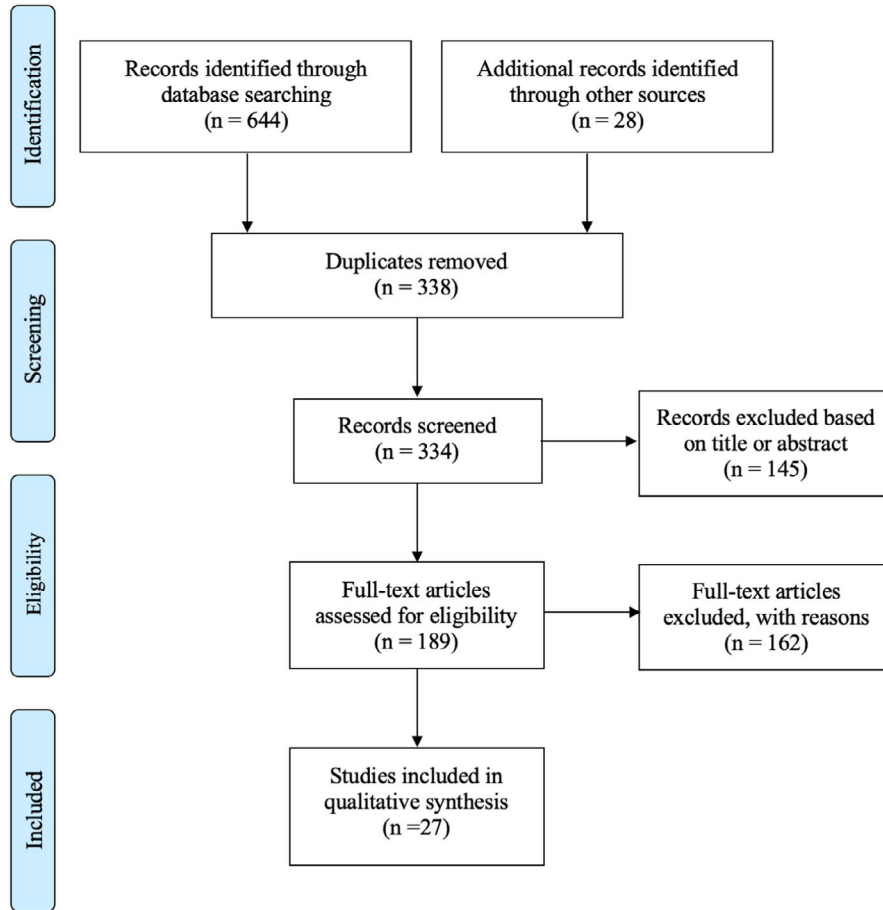 Identification
Records identified through
database searching
(n = 644)
Additional records identified
through other sources
(n = 28)
Screening
Duplicates removed
(n = 338)
Records screened
(n = 334)
Records excluded based
on title or abstract
(n = 145)
Eligibility
Full-text articles
assessed for eligibility
(n = 189)
Full-text articles
excluded, with reasons
(n = 162)
Included
Studies included in
qualitative synthesis
(n =27)